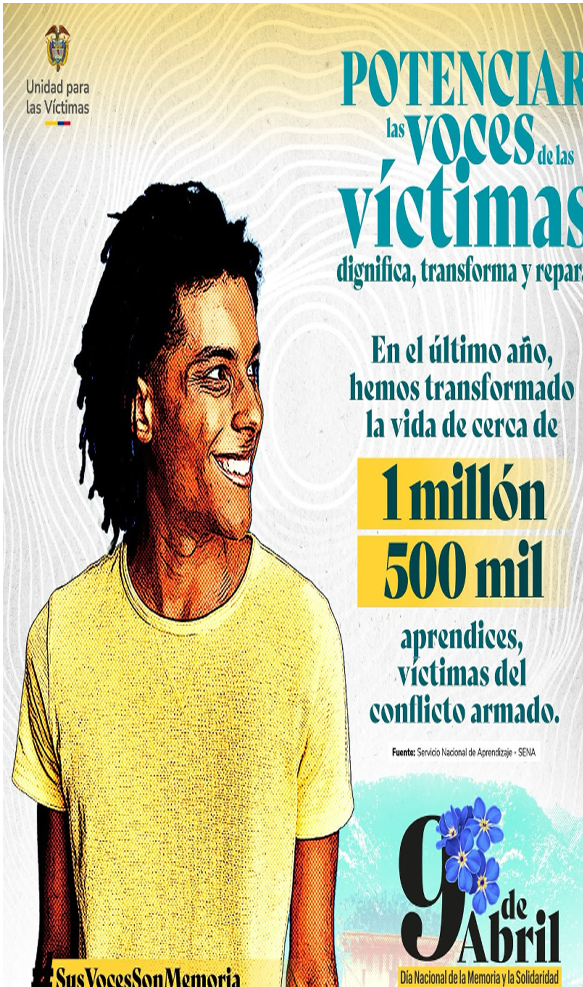 Unidad para
las Víctimas
POTENCIAR
las voces de las
víctimas
dignifica, transforma y repar
En el último año,
hemos transformado
la vida de cerca de
1 millón
500 mil
aprendices,
víctimas del
conflicto armado.
Fuente: Servicio Nacional de Aprendizaje - SENA
9 de
Abril
Día Nacional de la Memoria y la Solidaridad
#SusVocesSonMemoria